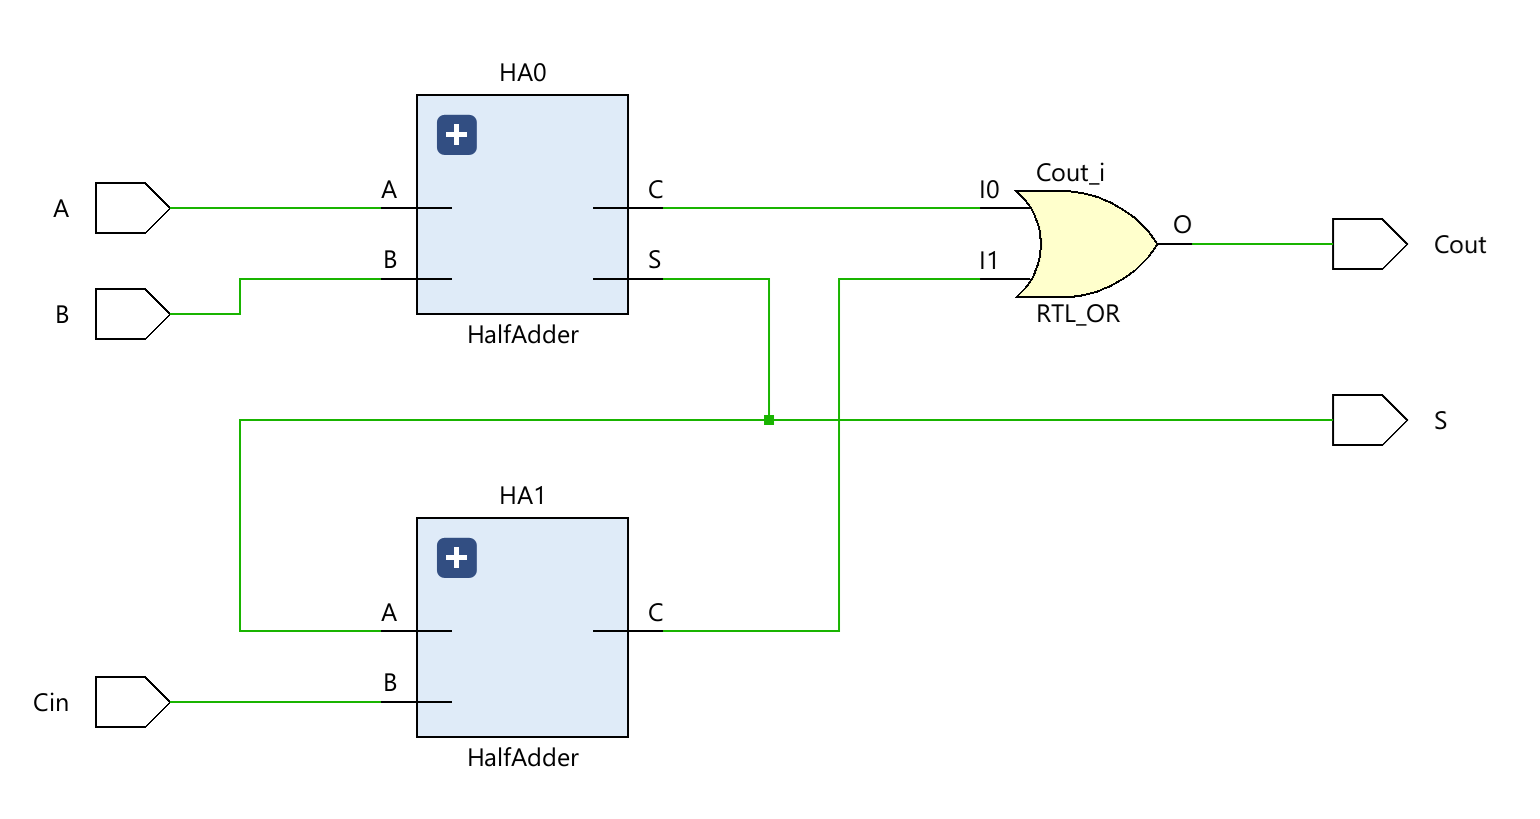 HA0
A
A
C
I0
Cout_i
O
Cout
B
B
S
I1
RTL_OR
HalfAdder
S
HA1
A
C
Cin
B
HalfAdder